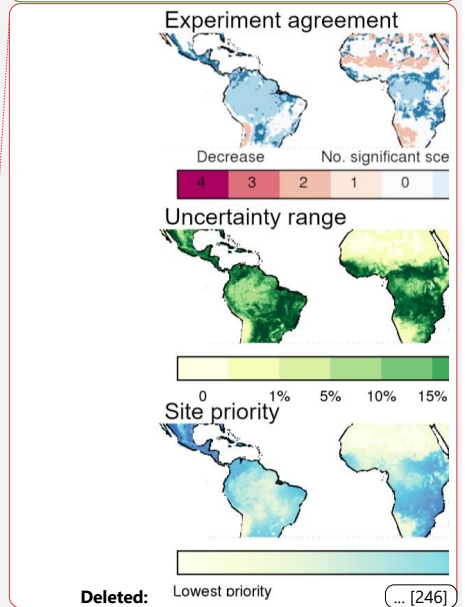 Experiment agreement
Decrease No. significant sce
4 3 2 1 0
Uncertainty range
0 1% 5% 10% 15%
Site priority
Lowest priority
Deleted: ... [246]